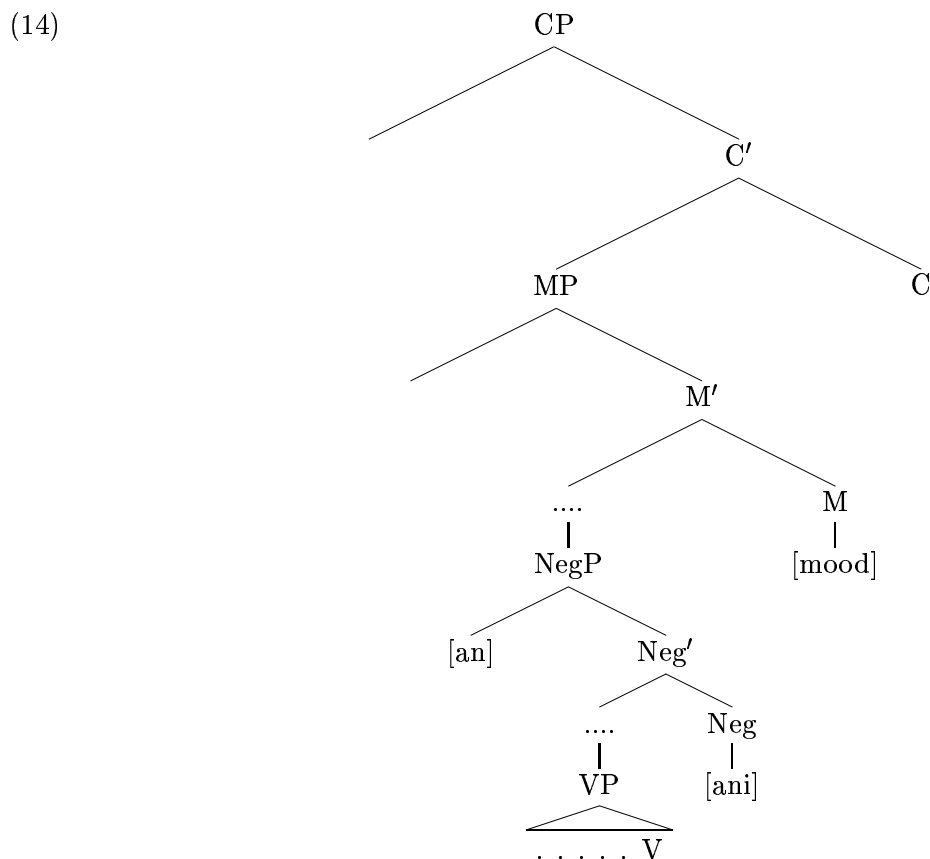 (14) CP
C′
MP C
M′
.... M
NegP [mood]
[an] Neg′
.... Neg
VP [ani]
. . . . . V